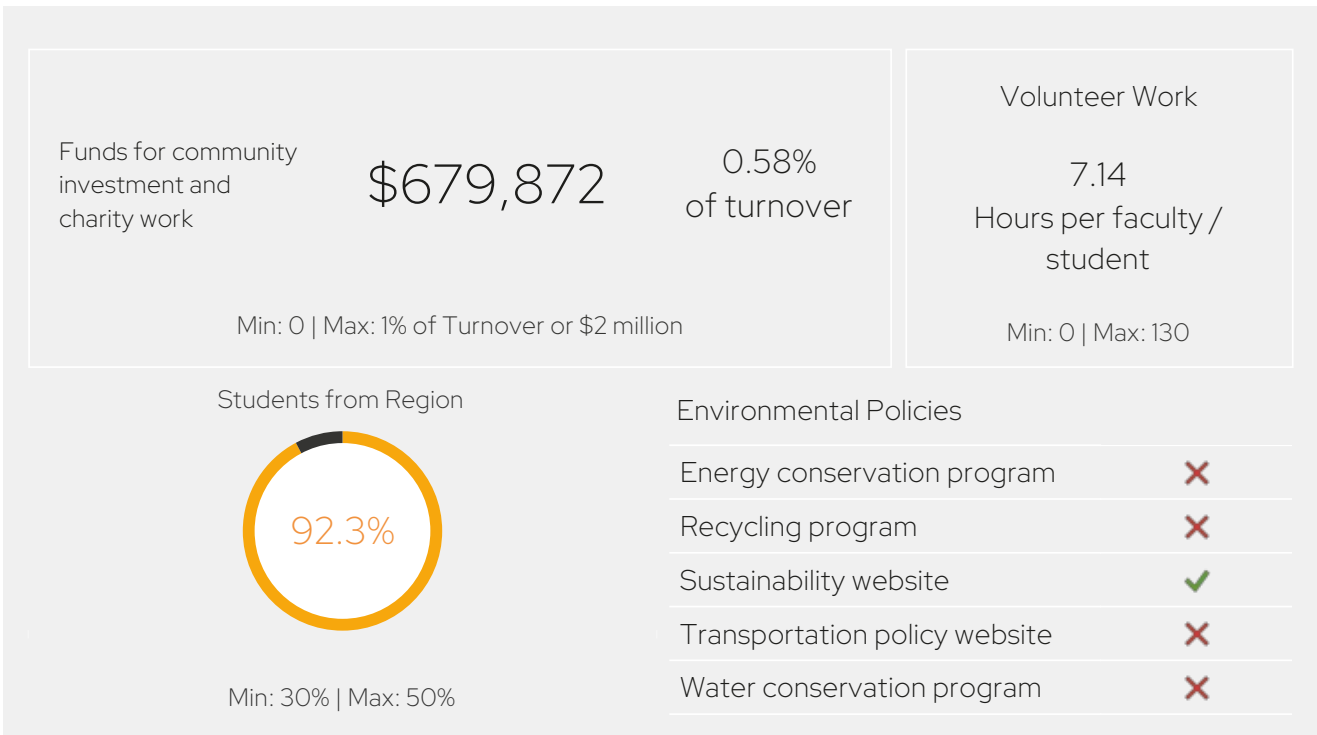 Funds for community
investment and
charity work
$679,872
0.58%
of turnover
Min: 0 | Max: 1% of Turnover or $2 million
Volunteer Work
7.14
Hours per faculty /
student
Min: 0 | Max: 130
Students from Region
92.3%
Min: 30% | Max: 50%
Environmental Policies
Energy conservation program
Recycling program
Sustainability website
Transportation policy website
Water conservation program